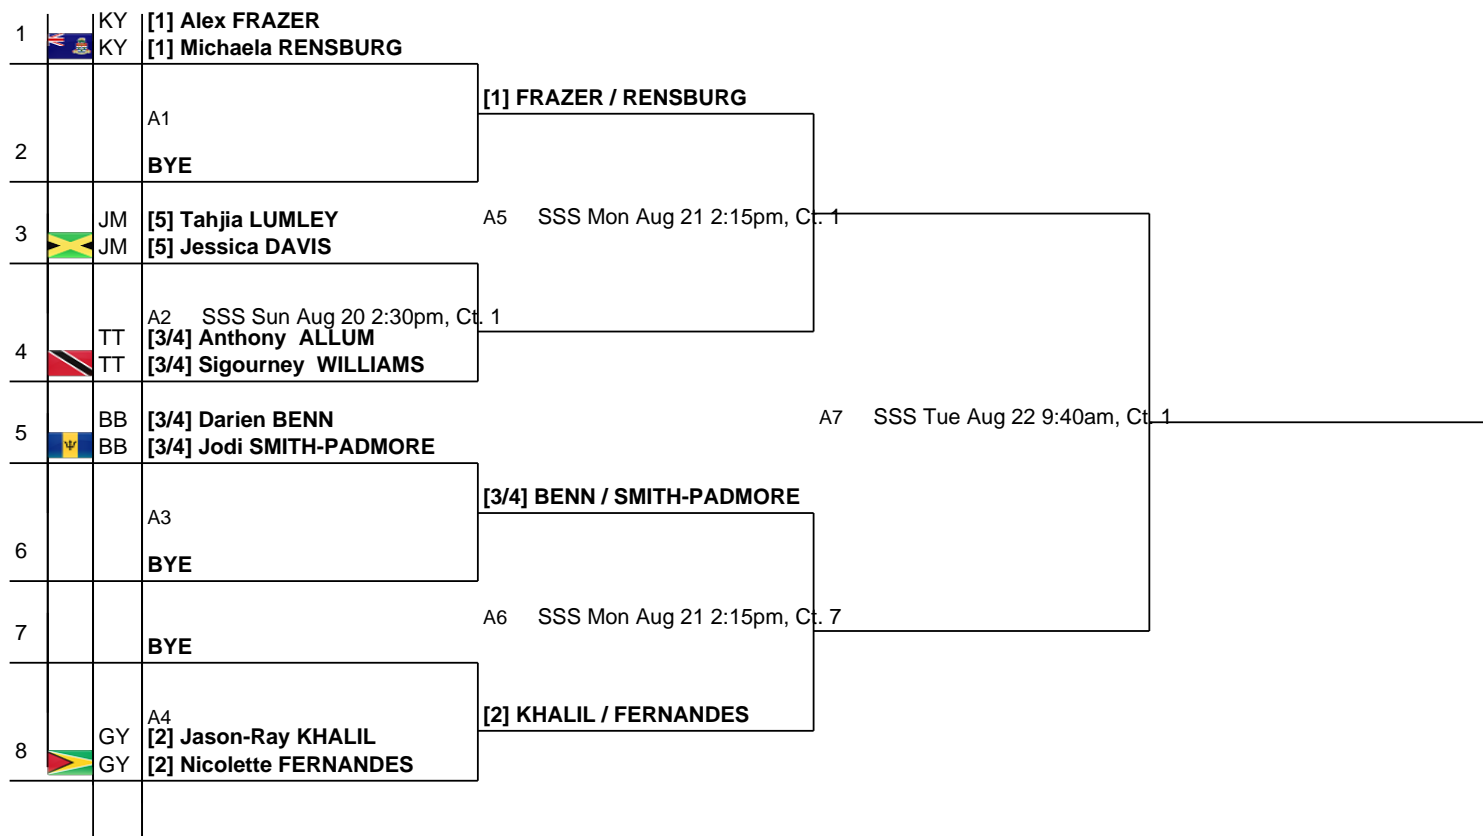 KY [1] Alex FRAZER
1
KY [1] Michaela RENSBURG
[1] FRAZER / RENSBURG
A1
2
BYE
JM [5] Tahjia LUMLEY
A5 SSS Mon Aug 21 2:15pm, Ct. 1
3
JM [5] Jessica DAVIS
A2 SSS Sun Aug 20 2:30pm, Ct. 1
TT [3/4] Anthony ALLUM
4
TT [3/4] Sigourney WILLIAMS
BB [3/4] Darien BENN
A7 SSS Tue Aug 22 9:40am, Ct. 1
5
BB [3/4] Jodi SMITH-PADMORE
[3/4] BENN / SMITH-PADMORE
A3
6
BYE
A6 SSS Mon Aug 21 2:15pm, Ct. 7
7
BYE
A4
[2] KHALIL / FERNANDES
GY [2] Jason-Ray KHALIL
8
GY [2] Nicolette FERNANDES